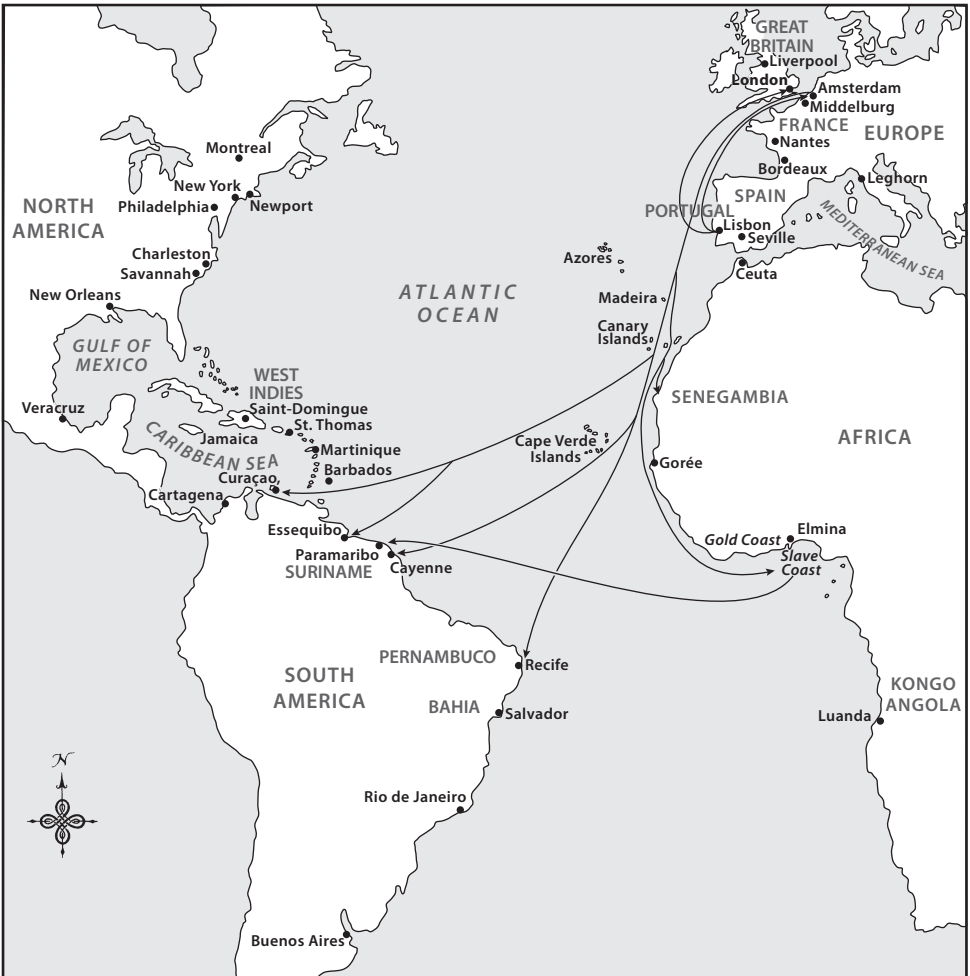 GREAT
BRITAIN
Liverpool
London
Amsterdam
Middelburg
FRANCE
EUROPE
Nantes
Bordeaux
Leghorn
SPAIN
PORTUGAL
Lisbon
Seville
MEDITERRANEAN SEA
Ceuta
Montreal
New York
Newport
Philadelphia
NORTH
AMERICA
Charleston
Savannah
New Orleans
GULF OF
MEXICO
Veracruz
ATLANTIC
OCEAN
Azores
Madeira
Canary
Islands
WEST
INDIES
Saint-Domingue
St. Thomas
Jamaica
Martinique
CARIBBEAN SEA
Barbados
Curaçao
Cartagena
Cape Verde
Islands
SENEGAMBIA
AFRICA
Gorée
Essequibo
Paramaribo
SURINAME
Cayenne
Elmina
Gold Coast
Slave
Coast
PERNAMBUCO
Recife
SOUTH
AMERICA
BAHIA
Salvador
KONGO
ANGOLA
Luanda
N
Rio de Janeiro
Buenos Aires